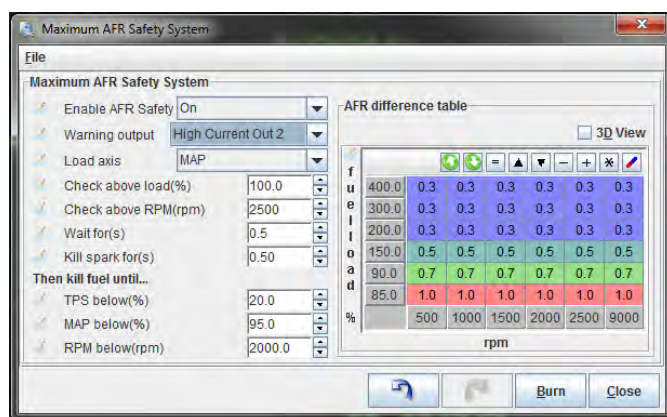 Maximum AFR Safety System
File
Maximum AFR Safety System
Enable AFR Safety On
Warning output High Current Out 2
Load axis MAP
Check above load(%) 100.0
Check above RPM(rpm) 2500
Wait for(s) 0.5
Kill spark for(s) 0.50
Then kill fuel until...
TPS below(%) 20.0
MAP below(%) 95.0
RPM below(rpm) 2000.0
AFR difference table
3D View
= - + *
fuelload %
400.0 0.3 0.3 0.3 0.3 0.3 0.3
300.0 0.3 0.3 0.3 0.3 0.3 0.3
200.0 0.3 0.3 0.3 0.3 0.3 0.3
150.0 0.5 0.5 0.5 0.5 0.5 0.5
90.0 0.7 0.7 0.7 0.7 0.7 0.7
85.0 1.0 1.0 1.0 1.0 1.0 1.0
500 1000 1500 2000 2500 9000
rpm
Burn Close